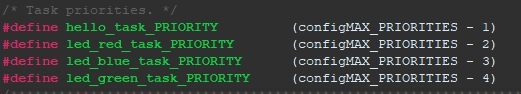 /* Task priorities. */
#define hello_task_PRIORITY (configMAX_PRIORITIES - 1)
#define led_red_task_PRIORITY (configMAX_PRIORITIES - 2)
#define led_blue_task_PRIORITY (configMAX_PRIORITIES - 3)
#define led_green_task_PRIORITY (configMAX_PRIORITIES - 4)